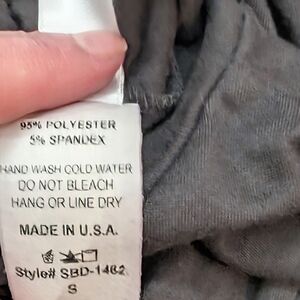 95% POLYESTER
5% SPANDEX
HAND WASH COLD WATER
DO NOT BLEACH
HANG OR LINE DRY
MADE IN U.S.A.
Style# SBD-1462
S